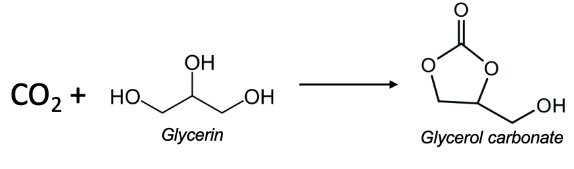 O
OH
O
O
CO2 + HO OH
OH
Glycerin
Glycerol carbonate